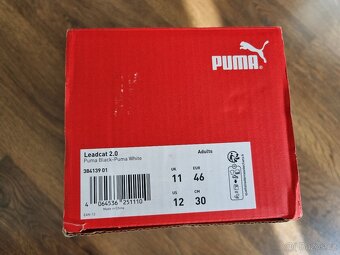 PUMA
Leadcat 2.0
Puma Black-Puma White
Adults
384139 01
UK
EUR
11
46
US
CM
12
30
4 064536 251110
Made in China